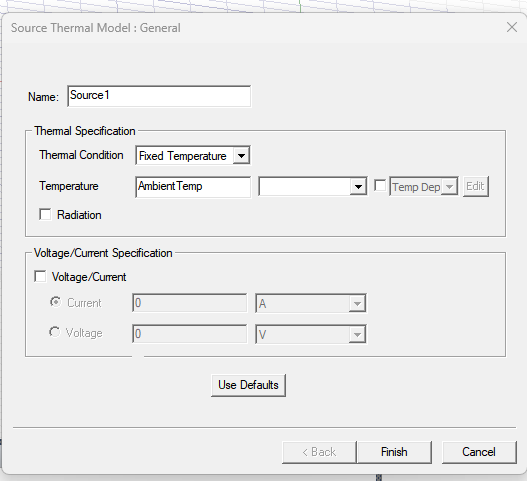 Source Thermal Model : General
Name: Source1
Thermal Specification
Thermal Condition Fixed Temperature
Temperature AmbientTemp Temp Dep Edit
Radiation
Voltage/Current Specification
Voltage/Current
Current 0 A
Voltage 0 V
Use Defaults
< Back Finish Cancel